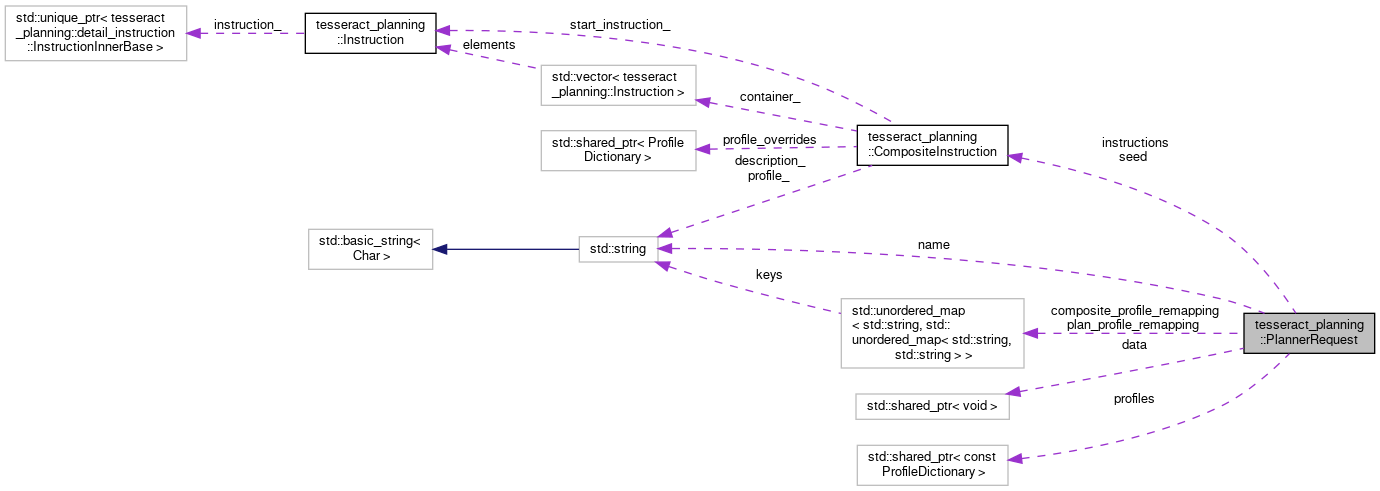 std::unique_ptr< tesseract
_planning::detail_instruction
::InstructionInnerBase >
instruction_
tesseract_planning
::Instruction
start_instruction_
elements
std::vector< tesseract
_planning::Instruction >
container_
std::shared_ptr< Profile
Dictionary >
profile_overrides
description_
profile_
tesseract_planning
::CompositeInstruction
instructions
seed
std::basic_string<
Char >
std::string
name
keys
std::unordered_map
< std::string, std::
unordered_map< std::string,
std::string > >
composite_profile_remapping
plan_profile_remapping
tesseract_planning
::PlannerRequest
data
std::shared_ptr< void >
profiles
std::shared_ptr< const
ProfileDictionary >